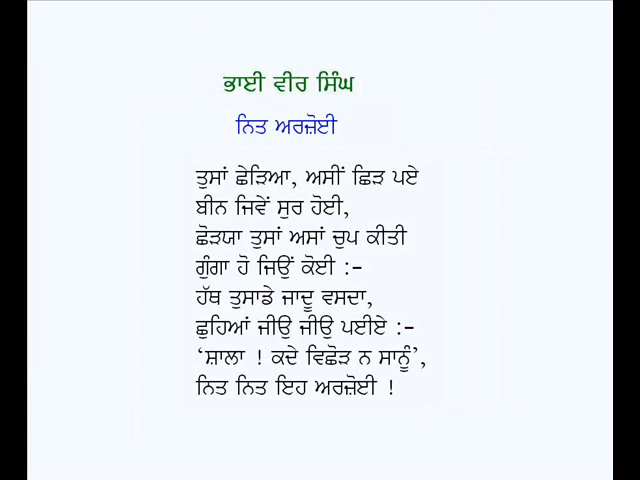 ਭਾਈ ਵੀਰ ਸਿੰਘ
ਨਿਤ ਅਰਜ਼ੋਈ
ਤੁਸਾਂ ਛੇੜਿਆ, ਅਸੀਂ ਛਿੜ ਪਏ
ਬੀਨ ਜਿਵੇਂ ਸੁਰ ਹੋਈ,
ਛੋੜਯਾ ਤੁਸਾਂ ਅਸਾਂ ਚੁਪ ਕੀਤੀ
ਗੁੰਗਾ ਹੋ ਜਿਉਂ ਕੋਈ :-
ਹੱਥ ਤੁਸਾਡੇ ਜਾਦੂ ਵਸਦਾ,
ਛੁਹਿਆਂ ਜੀਉ ਜੀਉ ਪਈਏ :-
‘ਸ਼ਾਲਾ ! ਕਦੇ ਵਿਛੋੜ ਨ ਸਾਨੂੰ’,
ਨਿਤ ਨਿਤ ਇਹ ਅਰਜ਼ੋਈ !